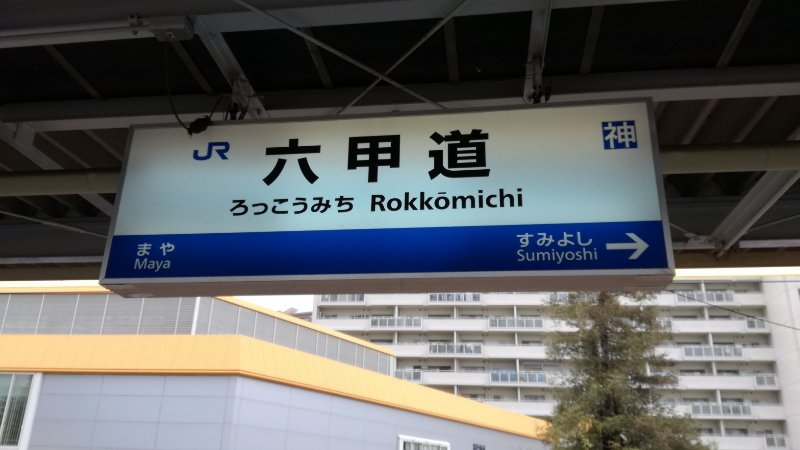 JR 六甲道 神
ろっこうみち Rokkōmichi
まや すみよし →
Maya Sumiyoshi